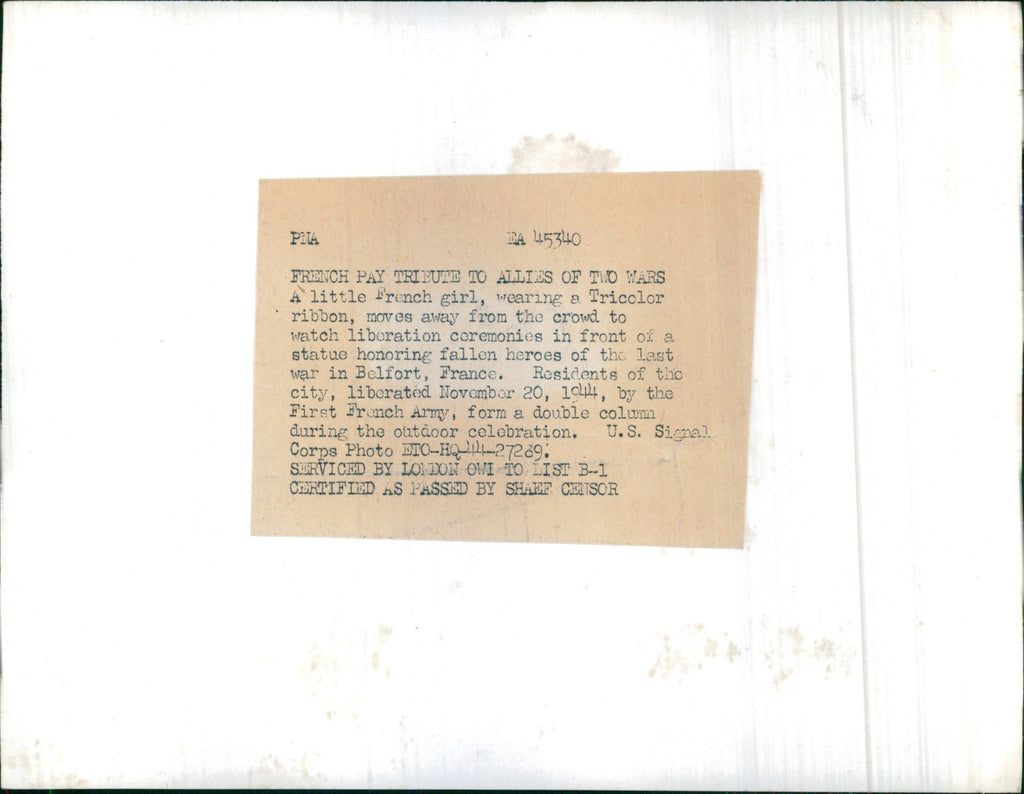 PNA EA 45340
FRENCH PAY TRIBUTE TO ALLIES OF TWO WARS
A little French girl, wearing a Tricolor
ribbon, moves away from the crowd to
watch liberation ceremonies in front of a
statue honoring fallen heroes of the last
war in Belfort, France. Residents of the
city, liberated November 20, 1944, by the
First French Army, form a double column
during the outdoor celebration. U.S. Signal
Corps Photo ETO-HQ-44-27289.
SERVICED BY LONDON OWI TO LIST B-1
CERTIFIED AS PASSED BY SHAEF CENSOR